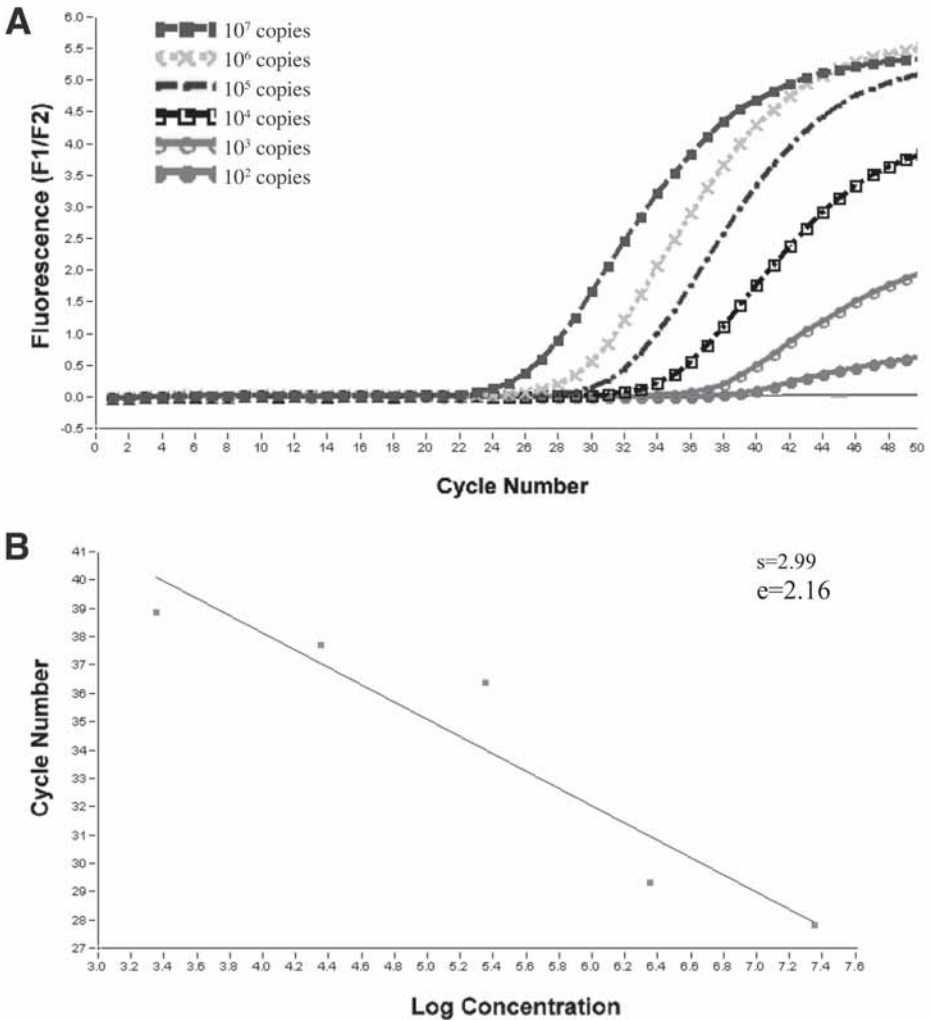 A
Fluorescence (F1/F2)
6.0
5.5
5.0
4.5
4.0
3.5
3.0
2.5
2.0
1.5
1.0
0.5
0.0
-0.5
10⁷ copies
10⁶ copies
10⁵ copies
10⁴ copies
10³ copies
10² copies
0 2 4 6 8 10 12 14 16 18 20 22 24 26 28 30 32 34 36 38 40 42 44 46 48 50
Cycle Number
B
Cycle Number
41
40
39
38
37
36
34
33
32
31
30
29
28
27
s=2.99
e=2.16
3.0 3.2 3.4 3.6 3.8 4.0 4.2 4.4 4.6 4.8 5.0 5.2 5.4 5.6 5.8 6.0 6.2 6.4 6.6 6.8 7.0 7.2 7.4 7.6
Log Concentration